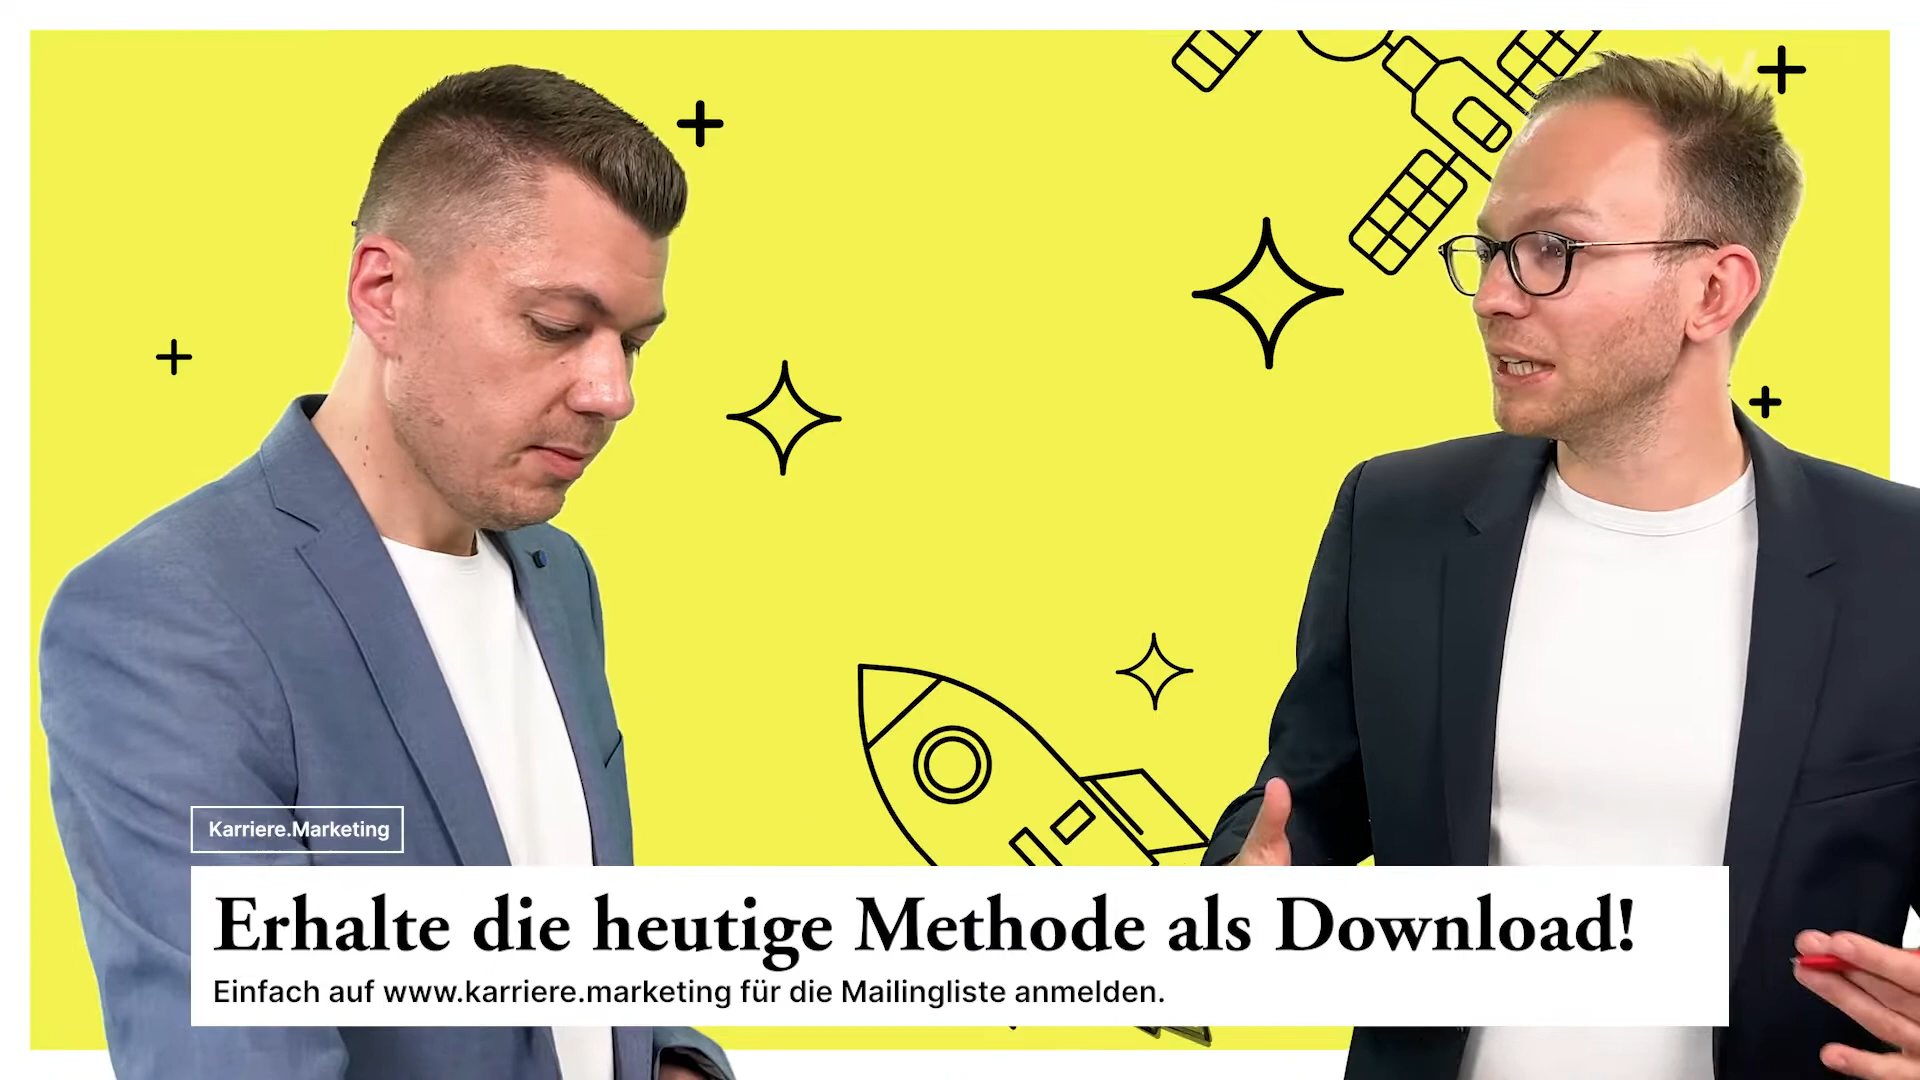 Karriere.Marketing
Erhalte die heutige Methode als Download!
Einfach auf www.karriere.marketing für die Mailingliste anmelden.